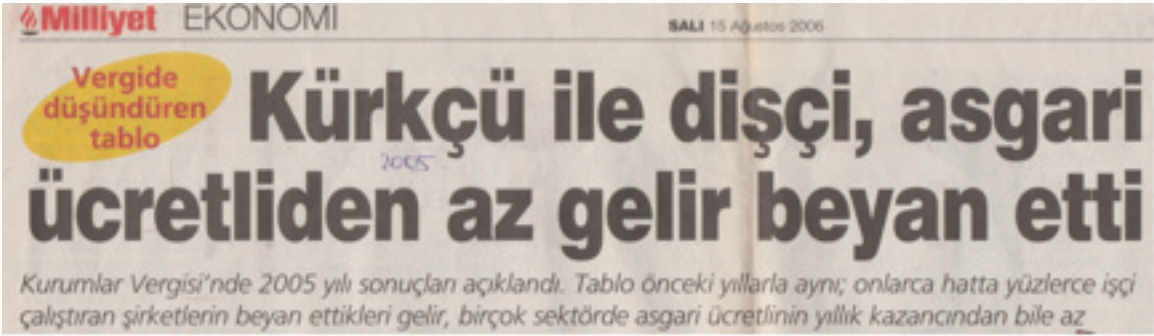 Milliyet EKONOMİ SALI 15 Ağustos 2006
Vergide
düşündüren
tablo
Kürkçü ile dişçi, asgari
2005
ücretliden az gelir beyan etti
Kurumlar Vergisi'nde 2005 yılı sonuçları açıklandı. Tablo önceki yıllarla aynı; onlarca hatta yüzlerce işçi
çalıştıran şirketlerin beyan ettikleri gelir, birçok sektörde asgari ücretlinin yıllık kazancından bile az